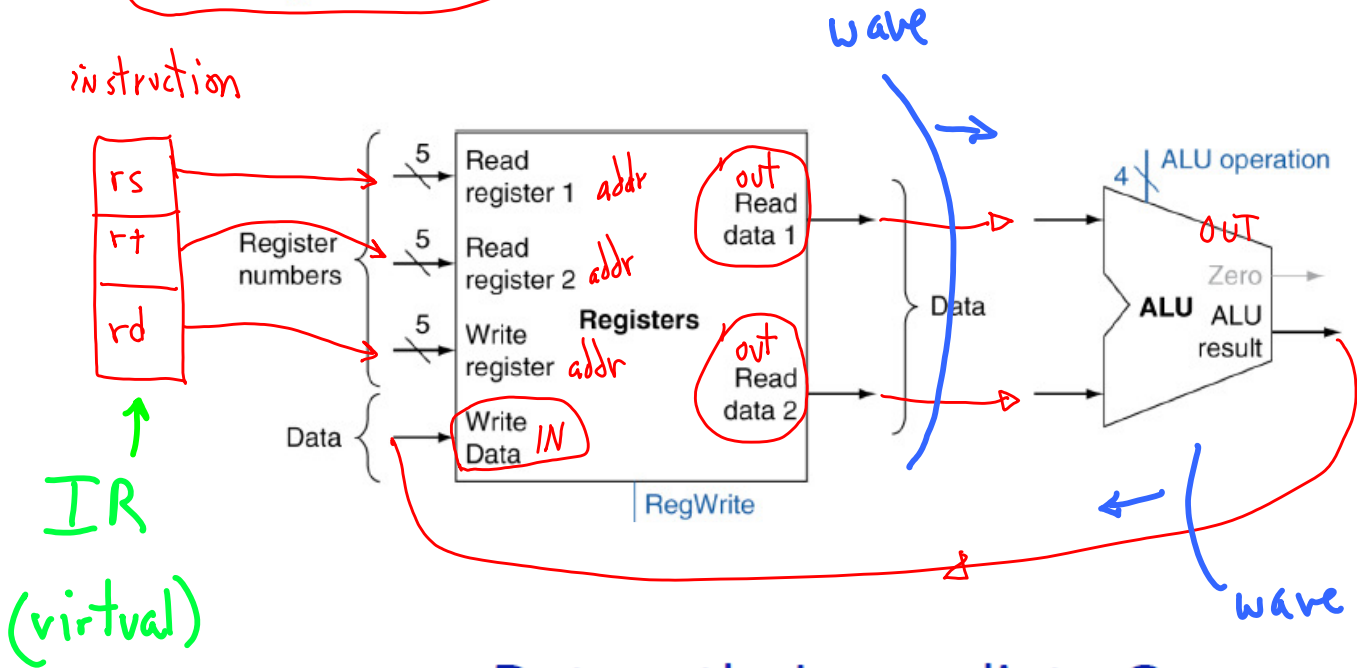 wave
instruction
rs
rt
rd
IR
(virtual)
Register
numbers
Data
5
5
5
Read
register 1 addr
Read
register 2 addr
Registers
Write
register addr
Write
Data IN
out
Read
data 1
out
Read
data 2
RegWrite
Data
4
ALU operation
OUT
Zero
ALU
ALU
result
wave